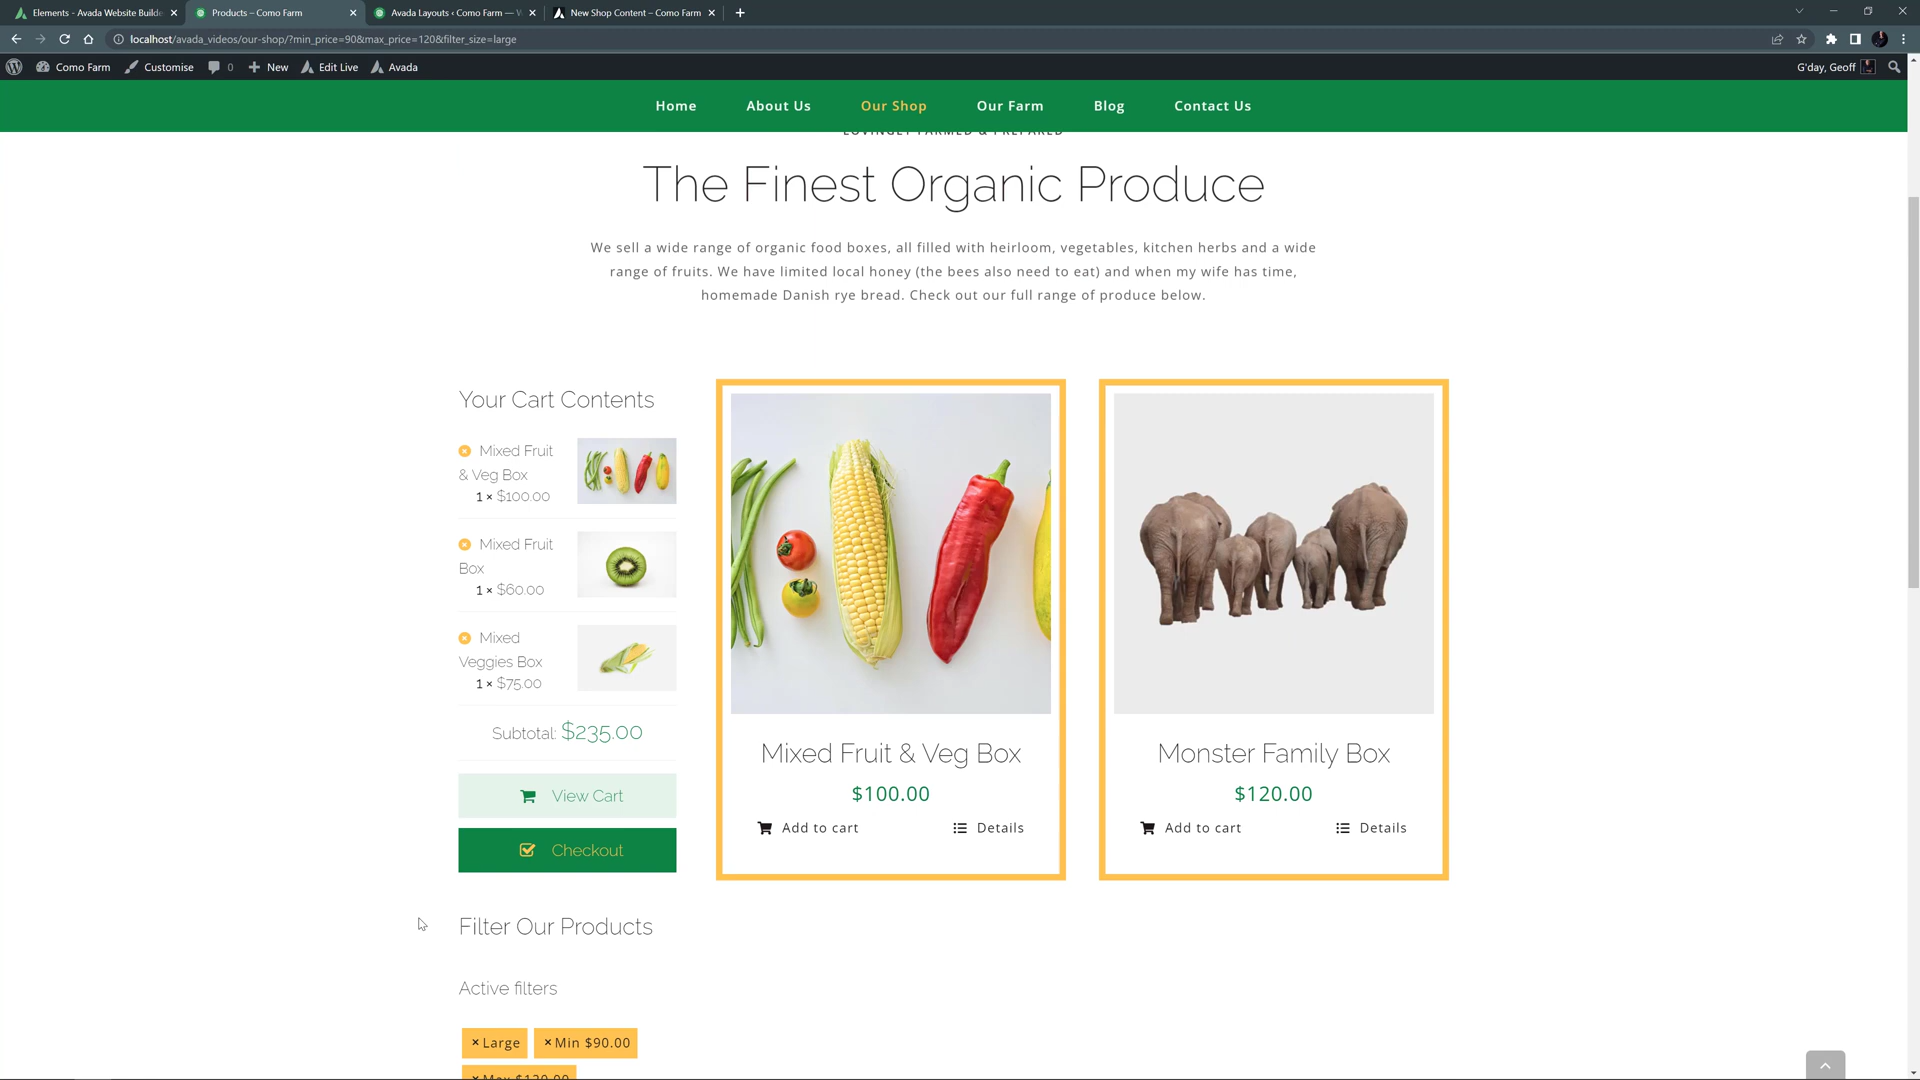 Elements - Avada Website Builde
Products – Como Farm
Avada Layouts ‹ Como Farm — 
New Shop Content – Como Farm
localhost/avada_videos/our-shop/?min_price=90&max_price=120&filter_size=large
Como Farm
Customise
0
New
Edit Live
Avada
G'day, Geoff
Home
About Us
Our Shop
Our Farm
Blog
Contact Us
LOVINGLY FARMED & PREPARED
The Finest Organic Produce
We sell a wide range of organic food boxes, all filled with heirloom, vegetables, kitchen herbs and a wide
range of fruits. We have limited local honey (the bees also need to eat) and when my wife has time,
homemade Danish rye bread. Check out our full range of produce below.
Your Cart Contents
Mixed Fruit
& Veg Box
1 × $100.00
Mixed Fruit
Box
1 × $60.00
Mixed
Veggies Box
1 × $75.00
Subtotal: $235.00
View Cart
Checkout
Mixed Fruit & Veg Box
$100.00
Add to cart
Details
Monster Family Box
$120.00
Add to cart
Details
Filter Our Products
Active filters
× Large
× Min $90.00
× Max $120.00